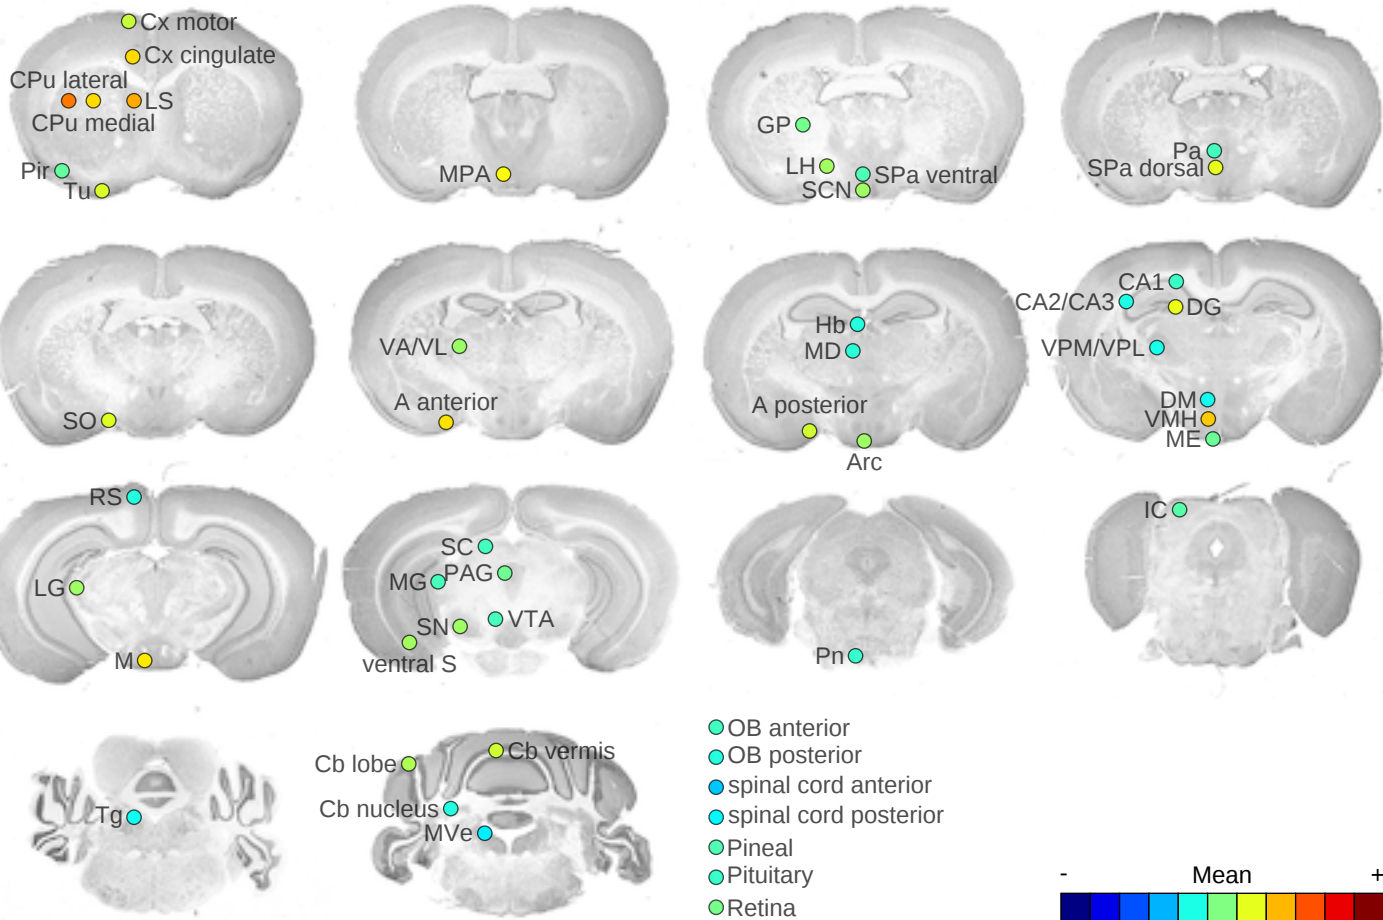 Cx motor
Cx cingulate
CPu lateral
LS
CPu medial
Pir
Tu
MPA
GP
LH
SPa ventral
SCN
Pa
SPa dorsal
SO
VA/VL
A anterior
Hb
MD
A posterior
Arc
CA1
CA2/CA3
DG
VPM/VPL
DM
VMH
ME
RS
LG
M
SC
PAG
MG
VTA
SN
ventral S
Pn
IC
Tg
Cb lobe
Cb vermis
Cb nucleus
MVe
OB anterior
OB posterior
spinal cord anterior
spinal cord posterior
Pineal
Pituitary
Retina
- Mean +